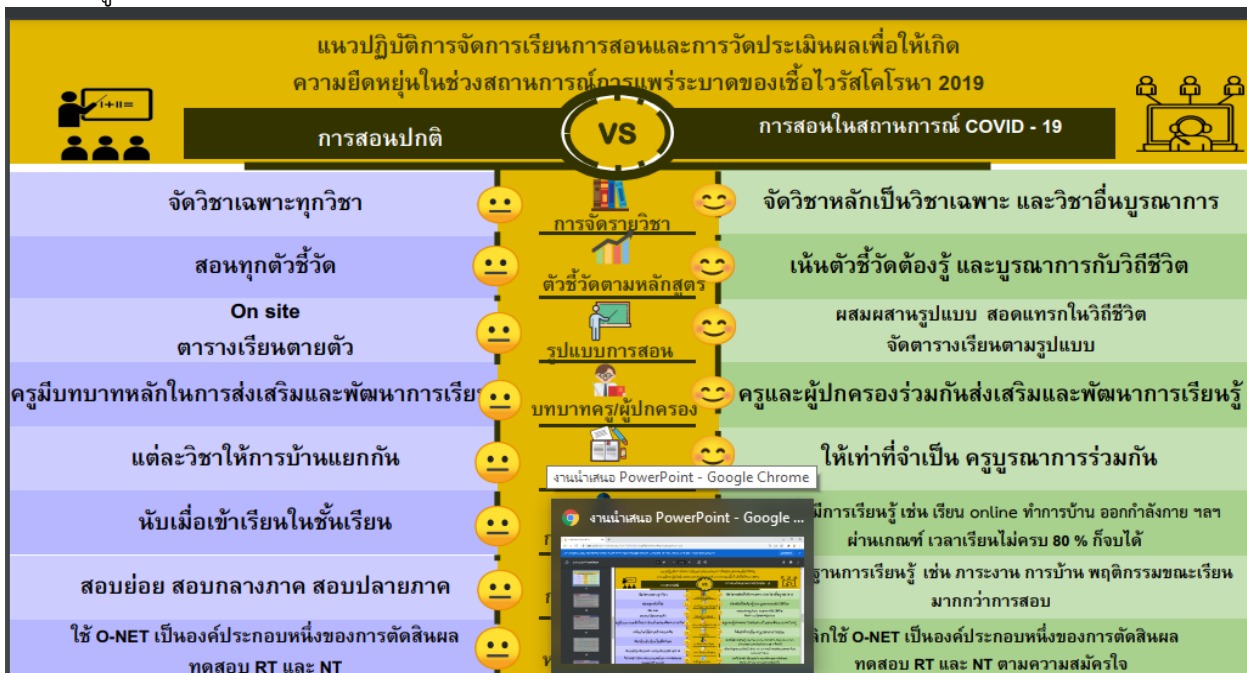 แนวปฏิบัติการจัดการเรียนการสอนและการวัดประเมินผลเพื่อให้เกิด
ความยืดหยุ่นในช่วงสถานการณ์การแพร่ระบาดของเชื้อไวรัสโคโรนา 2019
1+11=
การสอนปกติ
VS
การสอนในสถานการณ์ COVID - 19
จัดวิชาเฉพาะทุกวิชา
การจัดรายวิชา
จัดวิชาหลักเป็นวิชาเฉพาะ และวิชาอื่นบูรณาการ
สอนทุกตัวชี้วัด
ตัวชี้วัดตามหลักสูตร
เน้นตัวชี้วัดต้องรู้ และบูรณาการกับวิถีชีวิต
On site
ตารางเรียนตายตัว
รูปแบบการสอน
ผสมผสานรูปแบบ สอดแทรกในวิถีชีวิต
จัดตารางเรียนตามรูปแบบ
ครูมีบทบาทหลักในการส่งเสริมและพัฒนาการเรีย
บทบาทครู/ผู้ปกครอง
ครูและผู้ปกครองร่วมกันส่งเสริมและพัฒนาการเรียนรู้
แต่ละวิชาให้การบ้านแยกกัน
ให้เท่าที่จำเป็น ครูบูรณาการร่วมกัน
งานนำเสนอ PowerPoint - Google Chrome
งานนำเสนอ PowerPoint - Google ...
นับเมื่อเข้าเรียนในชั้นเรียน
มีการเรียนรู้ เช่น เรียน online ทำการบ้าน ออกกำลังกาย ฯลฯ
ผ่านเกณฑ์ เวลาเรียนไม่ครบ 80 % ก็จบได้
สอบย่อย สอบกลางภาค สอบปลายภาค
ฐานการเรียนรู้ เช่น ภาระงาน การบ้าน พฤติกรรมขณะเรียน
มากกว่าการสอบ
ใช้ O-NET เป็นองค์ประกอบหนึ่งของการตัดสินผล
ทดสอบ RT และ NT
ลิกใช้ O-NET เป็นองค์ประกอบหนึ่งของการตัดสินผล
ทดสอบ RT และ NT ตามความสมัครใจ